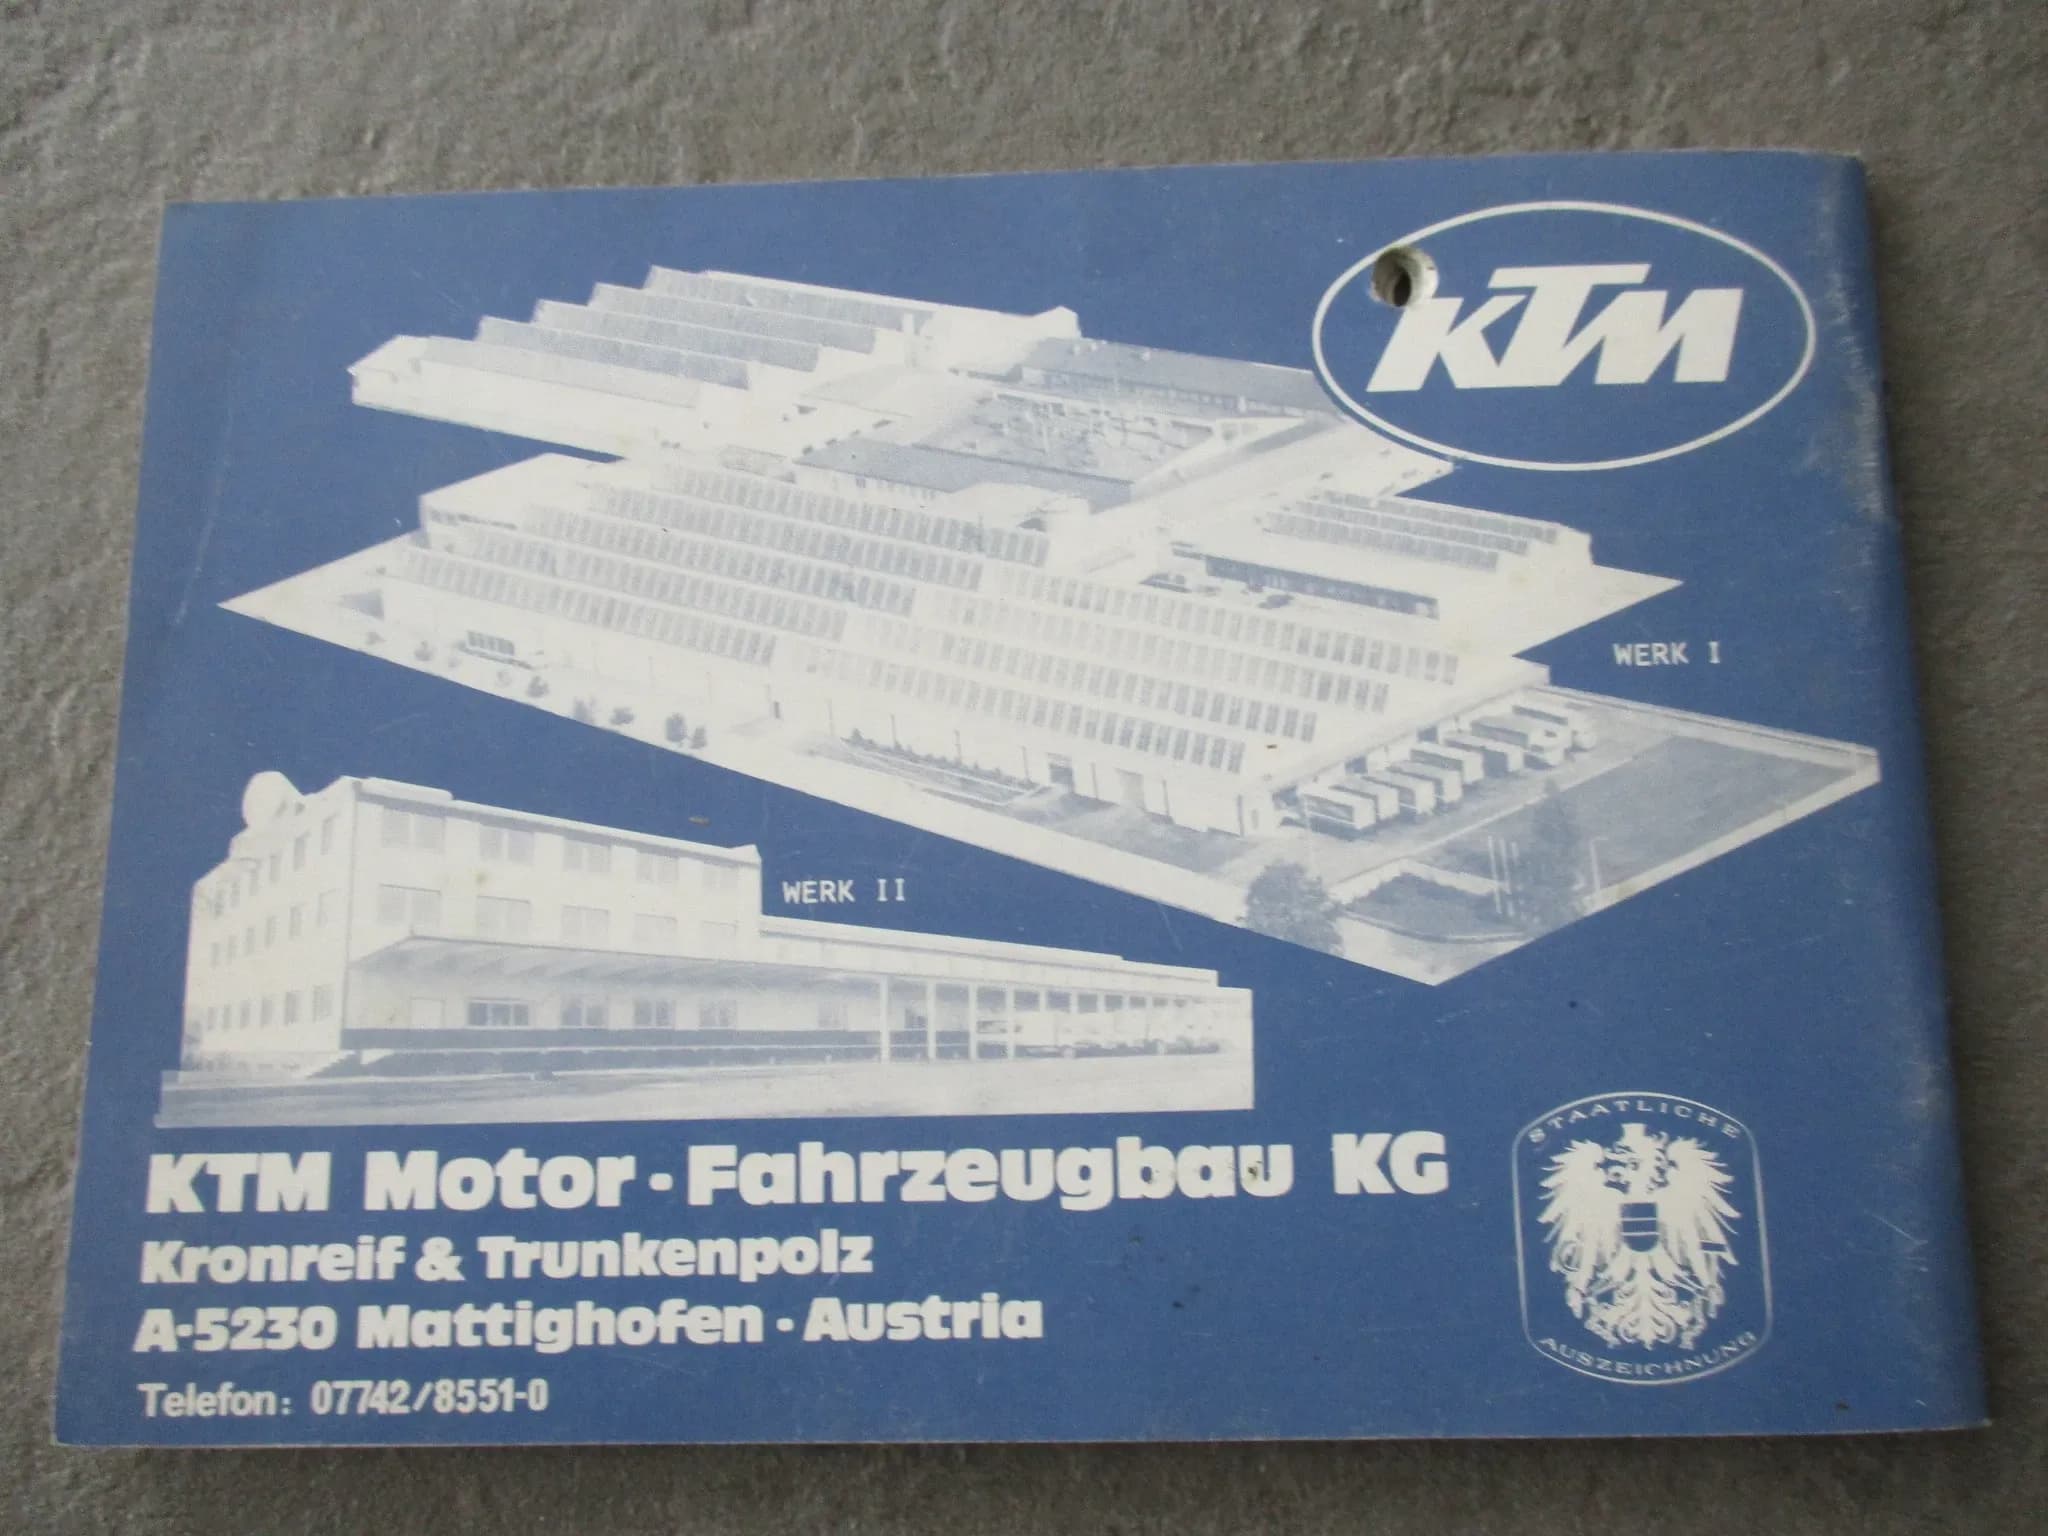 KTM
WERK I
WERK II
KTM Motor·Fahrzeugbau KG
Kronreif & Trunkenpolz
A-5230 Mattighofen·Austria
Telefon: 07742/8551-0
STAATLICHE
AUSZEICHNUNG